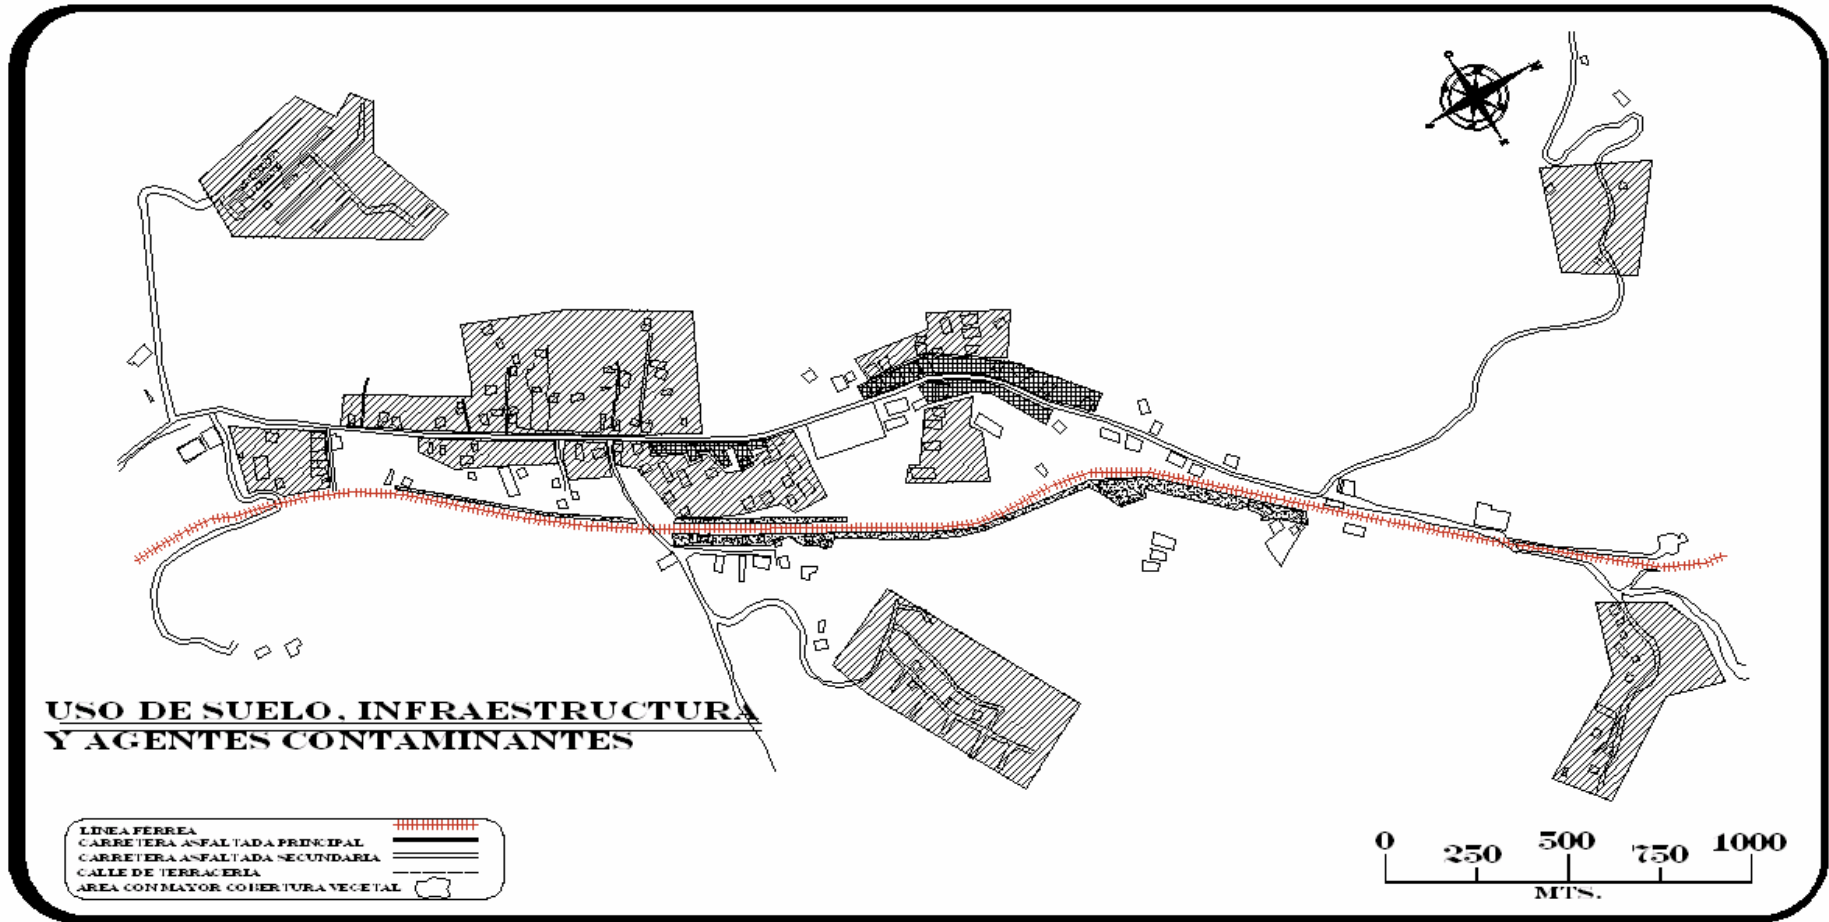 USO DE SUELO, INFRAESTRUCTURA
Y AGENTES CONTAMINANTES
LINEA FÉRREA
CARRETERA ASFALTADA PRINCIPAL
CARRETERA ASFALTADA SECUNDARIA
CALLE DE TERRACERIA
AREA CON MAYOR COBERTURA VEGETAL
0 250 500 750 1000
MTS.